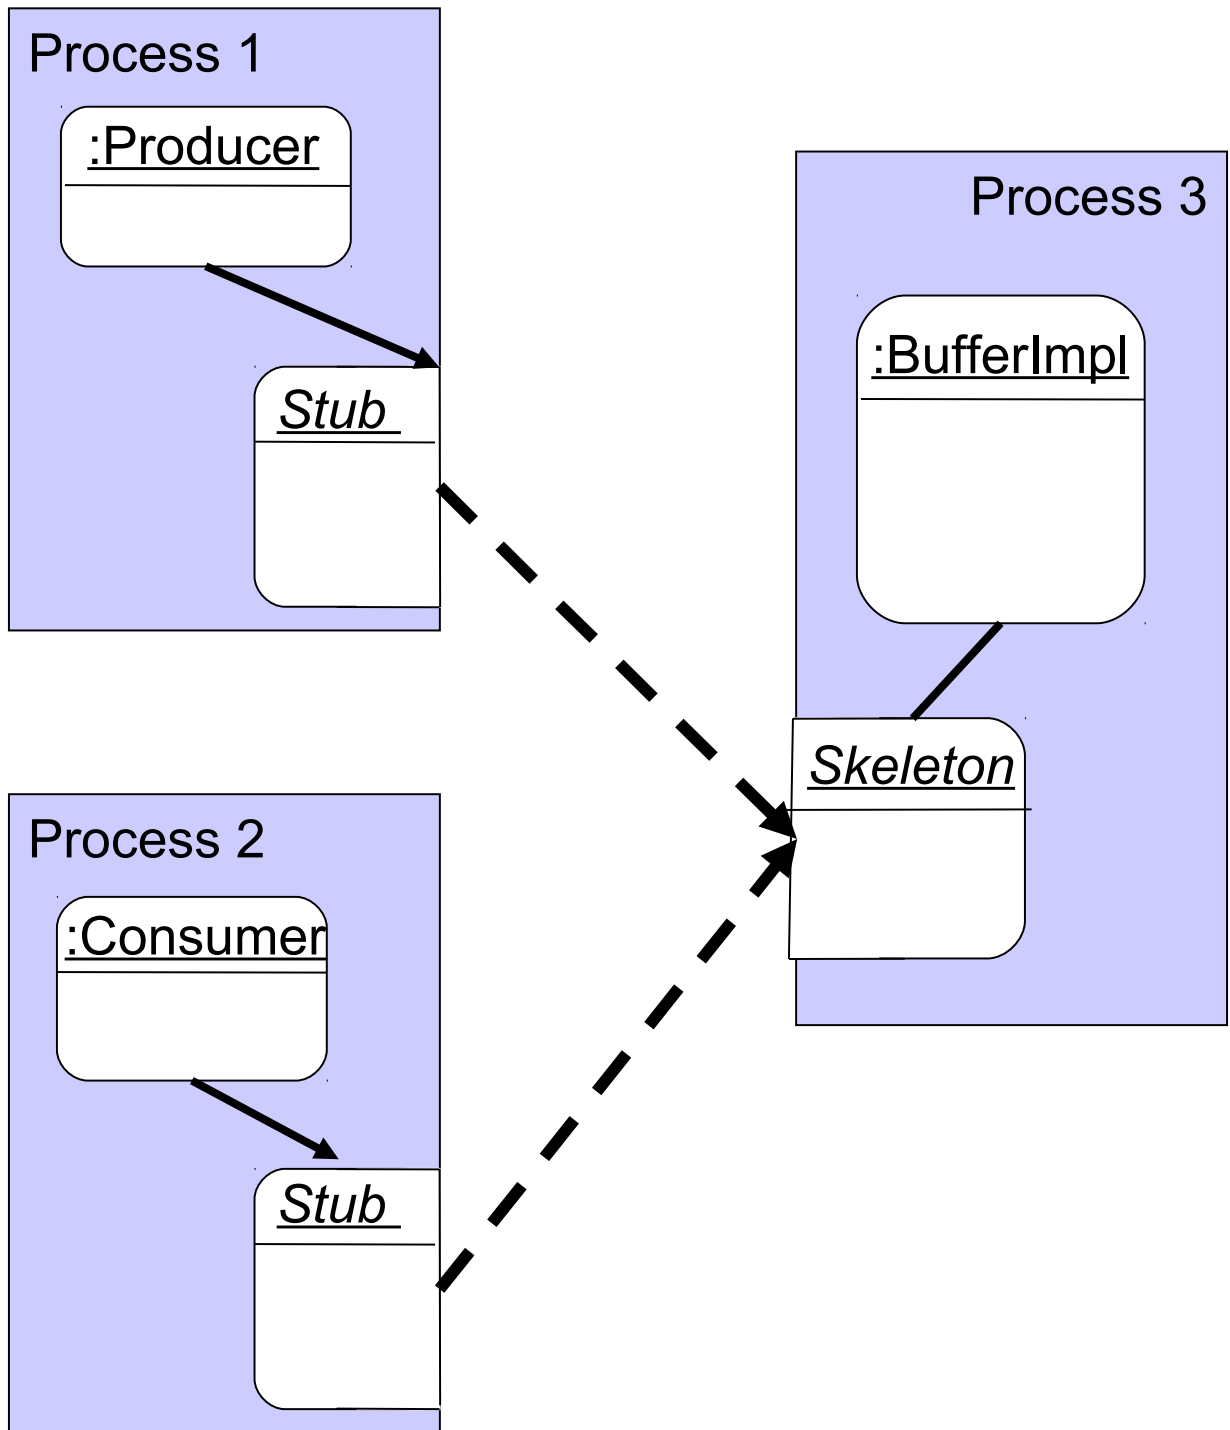 Process 1
:Producer
Stub
Process 2
:Consumer
Stub
Process 3
:BufferImpl
Skeleton